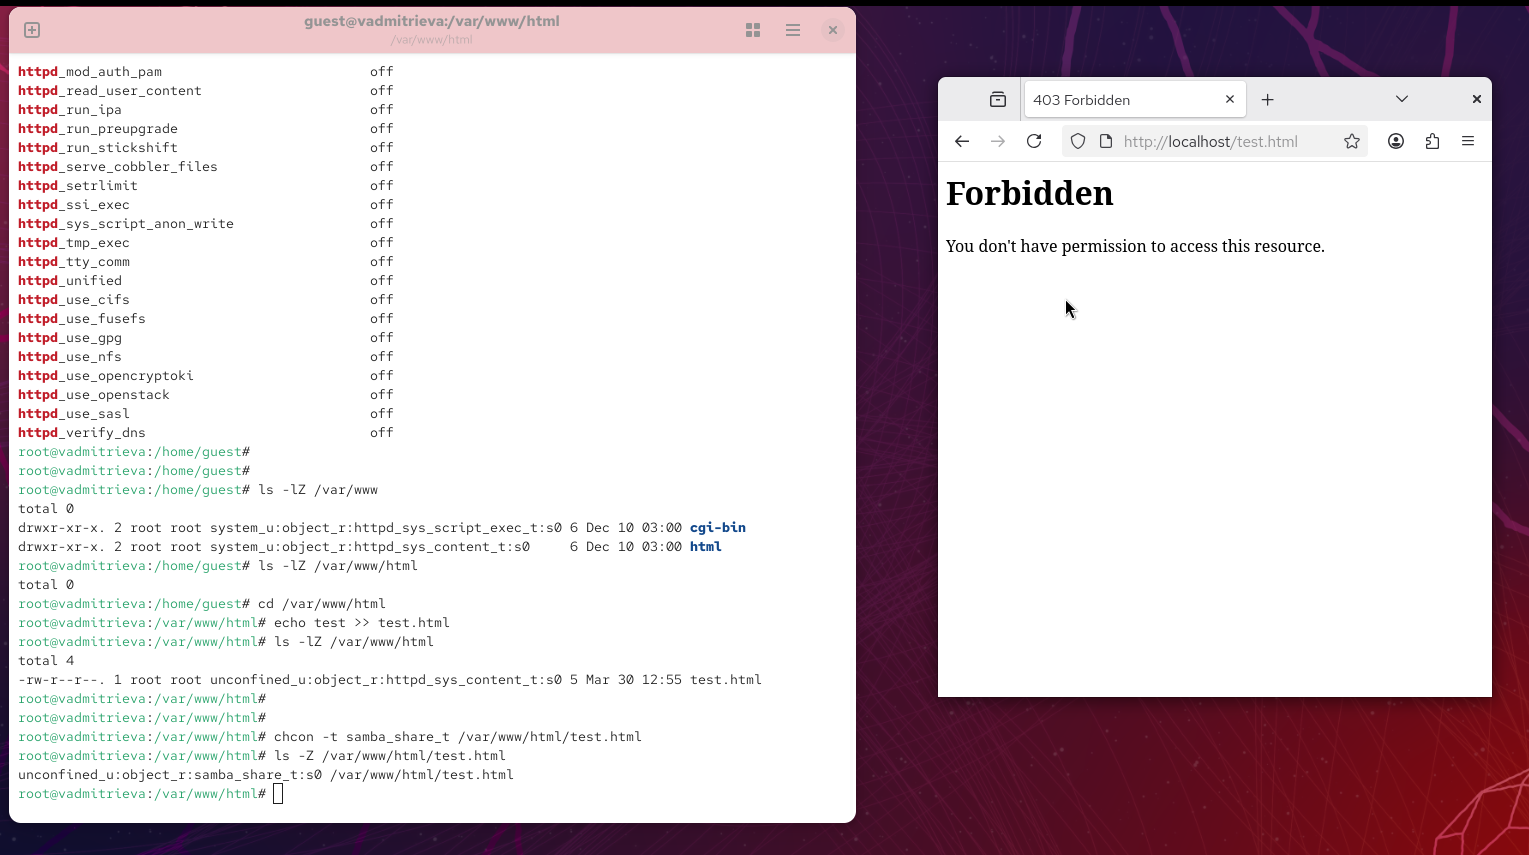 guest@vadmitrieva:/var/www/html
/var/www/html
httpd_mod_auth_pam off
httpd_read_user_content off
httpd_run_ipa off
httpd_run_preupgrade off
httpd_run_stickshift off
httpd_serve_cobbler_files off
httpd_setrlimit off
httpd_ssi_exec off
httpd_sys_script_anon_write off
httpd_tmp_exec off
httpd_tty_comm off
httpd_unified off
httpd_use_cifs off
httpd_use_fusefs off
httpd_use_gpg off
httpd_use_nfs off
httpd_use_opencryptoki off
httpd_use_openstack off
httpd_use_sasl off
httpd_verify_dns off
root@vadmitrieva:/home/guest#
root@vadmitrieva:/home/guest#
root@vadmitrieva:/home/guest# ls -lZ /var/www
total 0
drwxr-xr-x. 2 root root system_u:object_r:httpd_sys_script_exec_t:s0 6 Dec 10 03:00 cgi-bin
drwxr-xr-x. 2 root root system_u:object_r:httpd_sys_content_t:s0 6 Dec 10 03:00 html
root@vadmitrieva:/home/guest# ls -lZ /var/www/html
total 0
root@vadmitrieva:/home/guest# cd /var/www/html
root@vadmitrieva:/var/www/html# echo test >> test.html
root@vadmitrieva:/var/www/html# ls -lZ /var/www/html
total 4
-rw-r--r--. 1 root root unconfined_u:object_r:httpd_sys_content_t:s0 5 Mar 30 12:55 test.html
root@vadmitrieva:/var/www/html#
root@vadmitrieva:/var/www/html#
root@vadmitrieva:/var/www/html# chcon -t samba_share_t /var/www/html/test.html
root@vadmitrieva:/var/www/html# ls -Z /var/www/html/test.html
unconfined_u:object_r:samba_share_t:s0 /var/www/html/test.html
root@vadmitrieva:/var/www/html#
403 Forbidden
http://localhost/test.html
Forbidden
You don't have permission to access this resource.